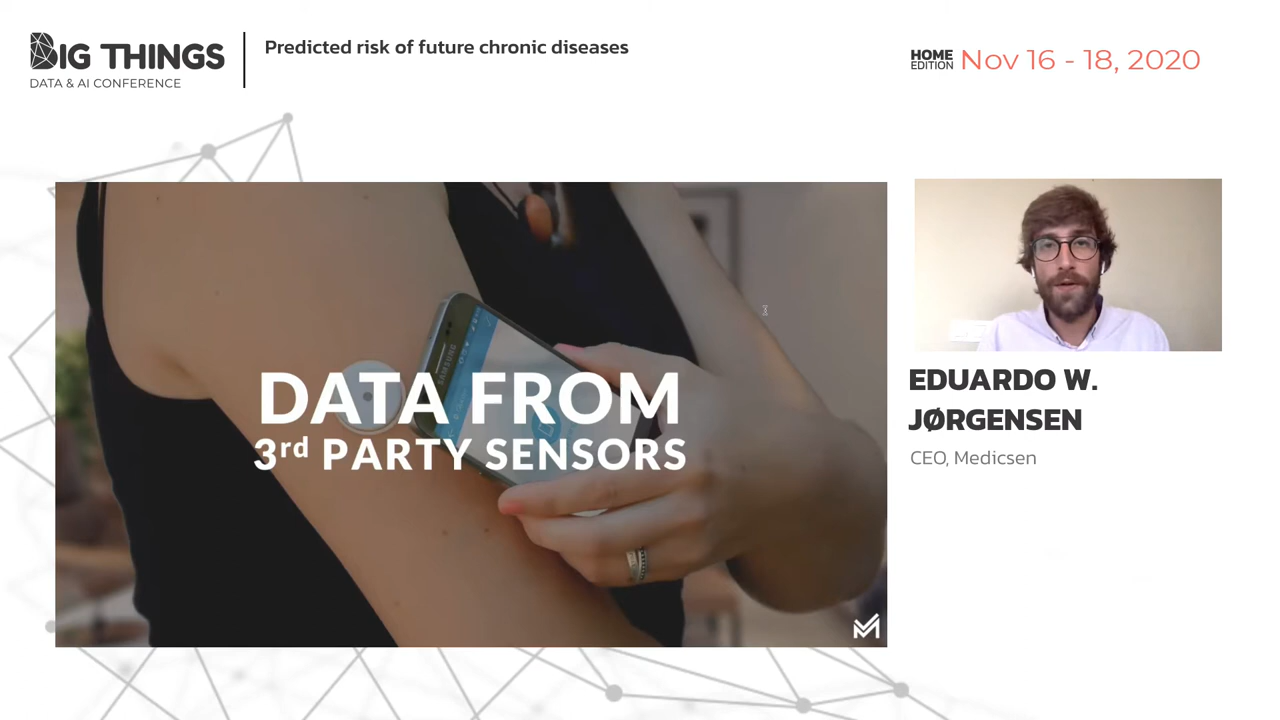 BIG THINGS
DATA & AI CONFERENCE
Predicted risk of future chronic diseases
HOME
EDITION
Nov 16 - 18, 2020
DATA FROM
3rd PARTY SENSORS
SAMSUNG
EDUARDO W.
JØRGENSEN
CEO, Medicsen